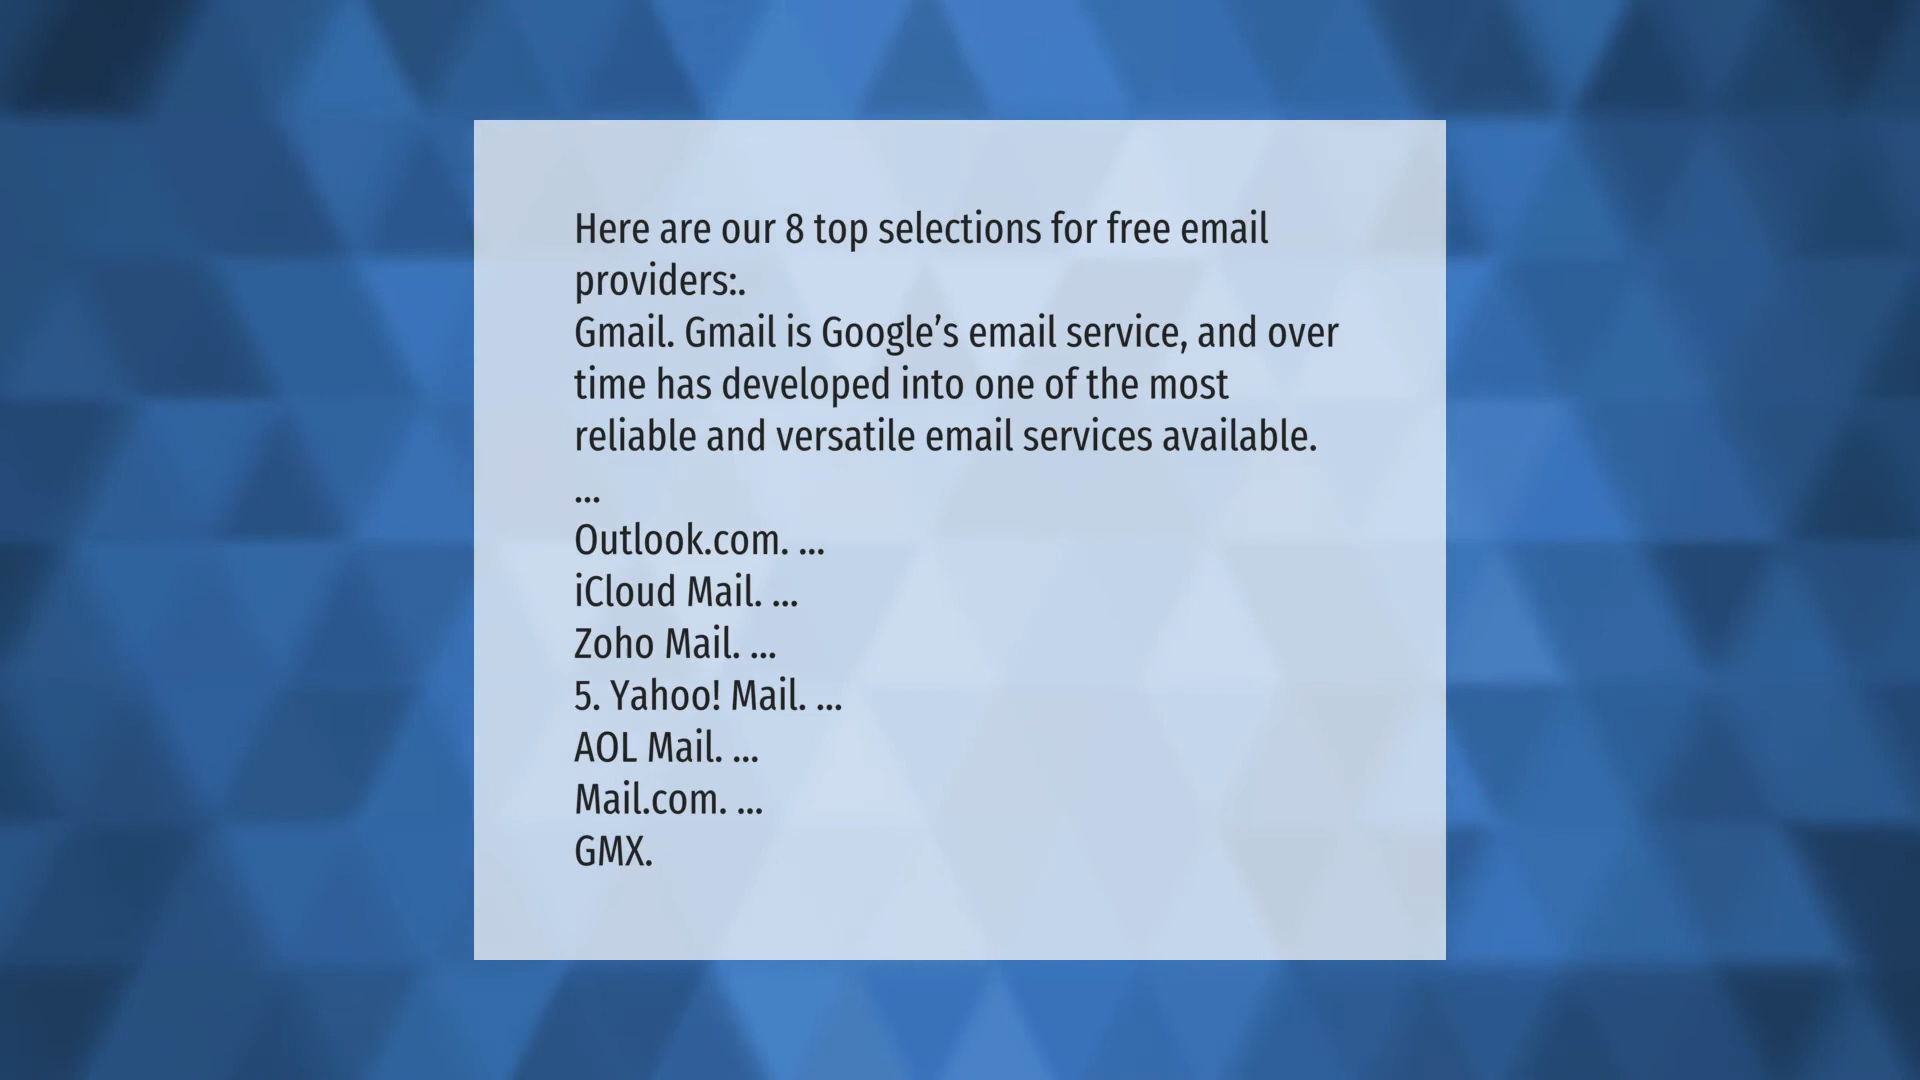 Here are our 8 top selections for free email
providers:.
Gmail. Gmail is Google’s email service, and over
time has developed into one of the most
reliable and versatile email services available.
...
Outlook.com. ...
iCloud Mail. ...
Zoho Mail. ...
5. Yahoo! Mail. ...
AOL Mail. ...
Mail.com. ...
GMX.